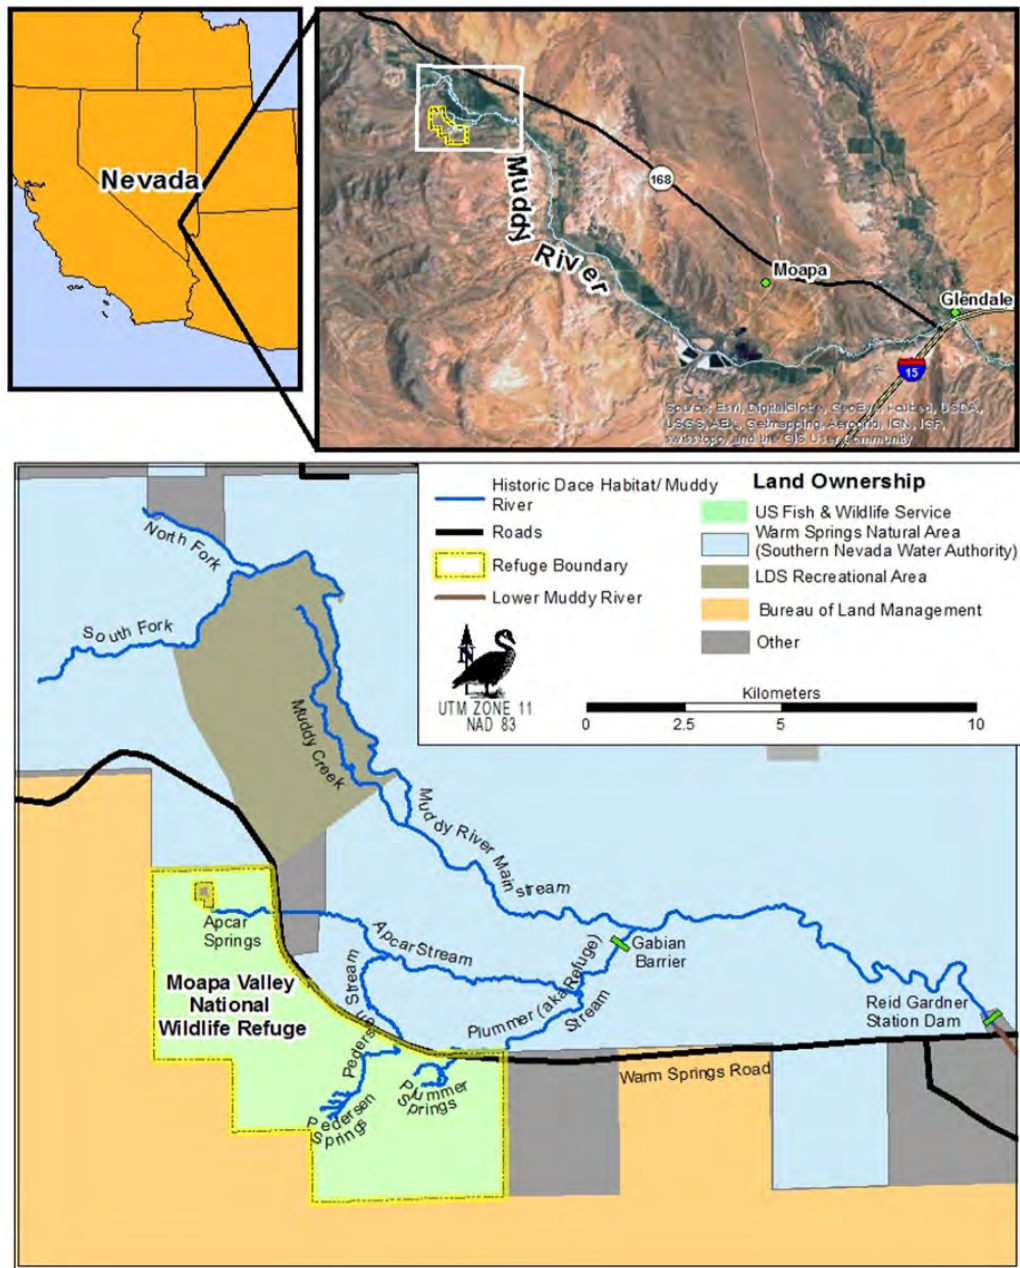 Nevada
Muddy River
168
Moapa
Glendale
15
Source: Esri, DigitalGlobe, GeoEye, i-cubed, USDA,
USGS, AEX, Getmapping, Aerogrid, IGN, IGP,
swisstopo, and the GIS User Community
Historic Dace Habitat/ Muddy
River
Roads
Refuge Boundary
Lower Muddy River
Land Ownership
US Fish & Wildlife Service
Warm Springs Natural Area
(Southern Nevada Water Authority)
LDS Recreational Area
Bureau of Land Management
Other
N
UTM ZONE 11
NAD 83
Kilometers
0 2.5 5 10
North Fork
South Fork
Muddy Creek
Muddy River Main stream
Apcar
Springs
Apcar Stream
Moapa Valley
National
Wildlife Refuge
Pedersen Stream
Plummer (aka Refuge)
Stream
Gabian
Barrier
Reid Gardner
Station Dam
Warm Springs Road
Plummer
Springs
Pedersen
Springs